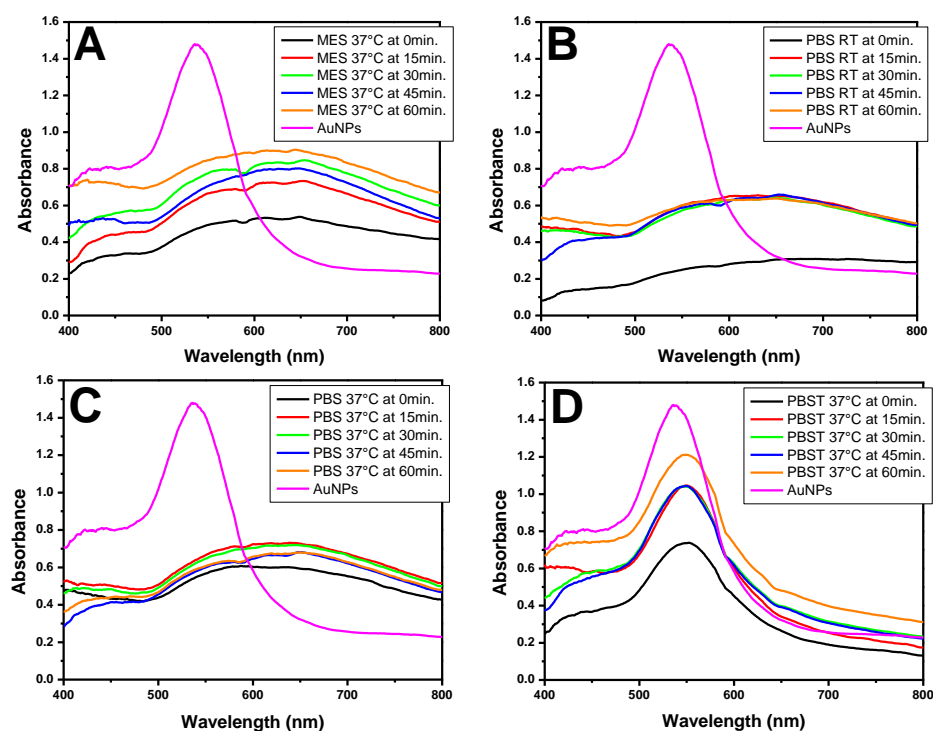 A
1.6
1.4
1.2
1.0
0.8
0.6
0.4
0.2
0.0
Absorbance
MES 37°C at 0min.
MES 37°C at 15min.
MES 37°C at 30min.
MES 37°C at 45min.
MES 37°C at 60min.
AuNPs
400 500 600 700 800
Wavelength (nm)
B
1.6
1.4
1.2
1.0
0.8
0.6
0.4
0.2
0.0
Absorbance
PBS RT at 0min.
PBS RT at 15min.
PBS RT at 30min.
PBS RT at 45min.
PBS RT at 60min.
AuNPs
400 500 600 700 800
Wavelength (nm)
C
1.6
1.4
1.2
1.0
0.8
0.6
0.4
0.2
0.0
Absorbance
PBS 37°C at 0min.
PBS 37°C at 15min.
PBS 37°C at 30min.
PBS 37°C at 45min.
PBS 37°C at 60min.
AuNPs
400 500 600 700 800
Wavelength (nm)
D
1.6
1.4
1.2
1.0
0.8
0.6
0.4
0.2
0.0
Absorbance
PBST 37°C at 0min.
PBST 37°C at 15min.
PBST 37°C at 30min.
PBST 37°C at 45min.
PBST 37°C at 60min.
AuNPs
400 500 600 700 800
Wavelength (nm)